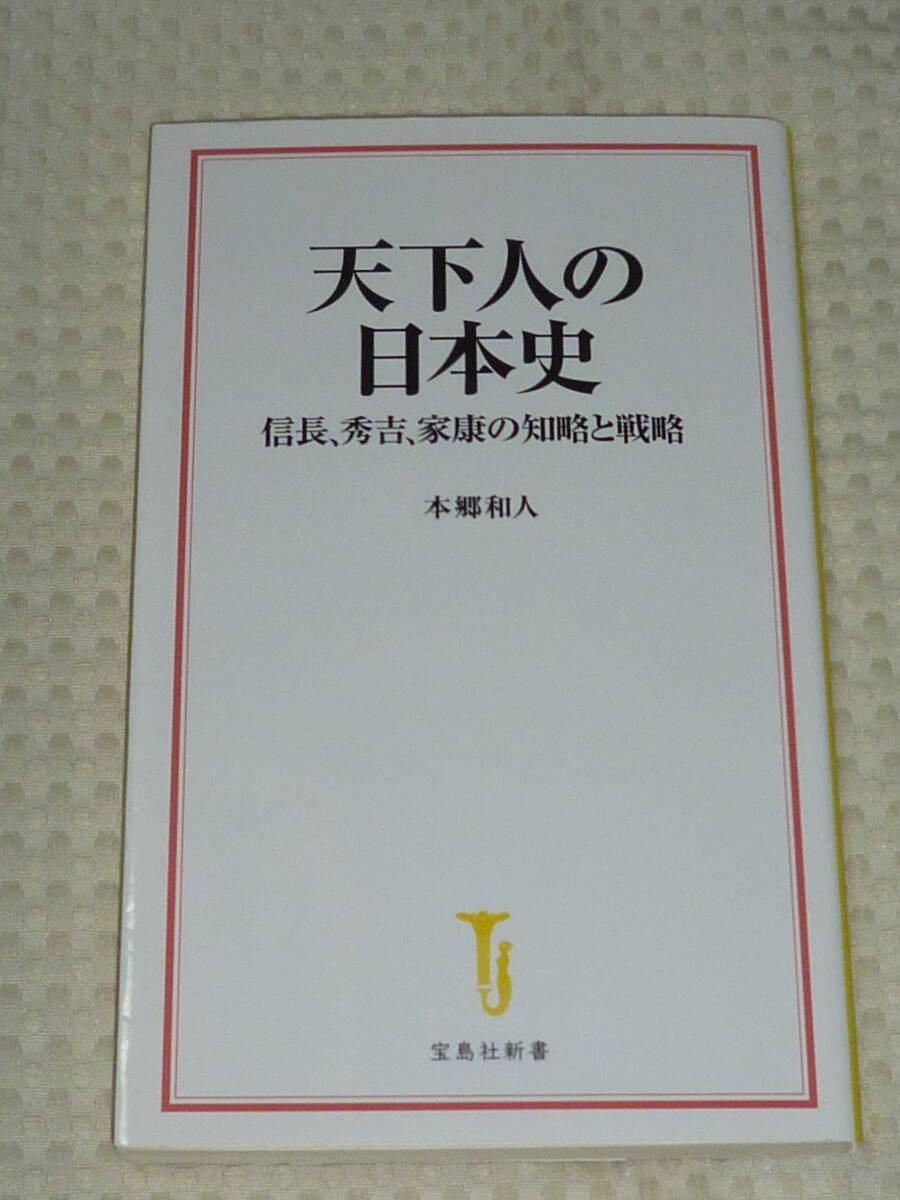 天下人の
日本史
信長、秀吉、家康の知略と戦略
本郷和人
宝島社新書